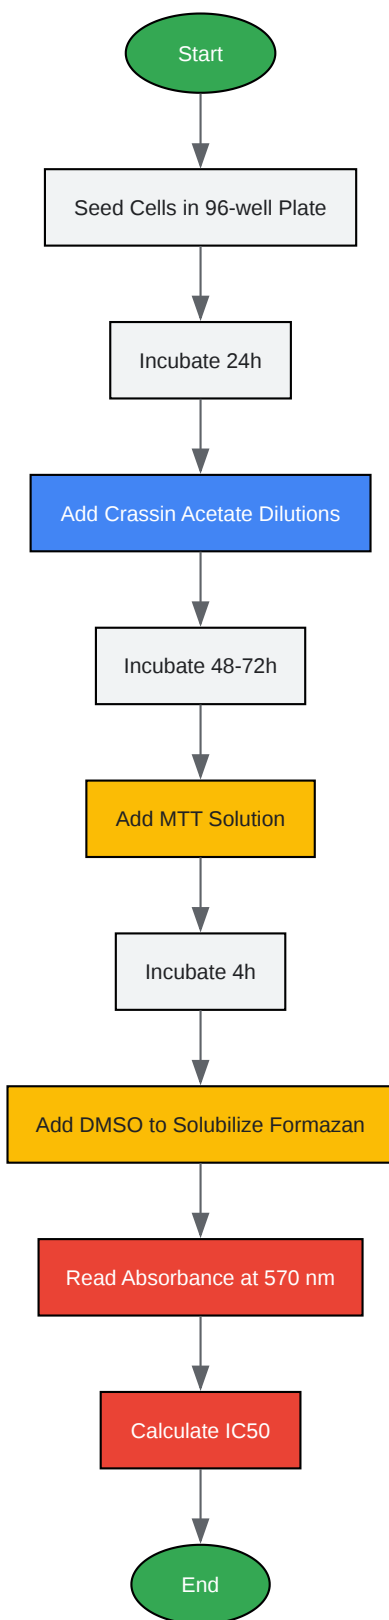 Start
Seed Cells in 96-well Plate
Incubate 24h
Add Crassin Acetate Dilutions
Incubate 48-72h
Add MTT Solution
Incubate 4h
Add DMSO to Solubilize Formazan
Read Absorbance at 570 nm
Calculate IC50
End